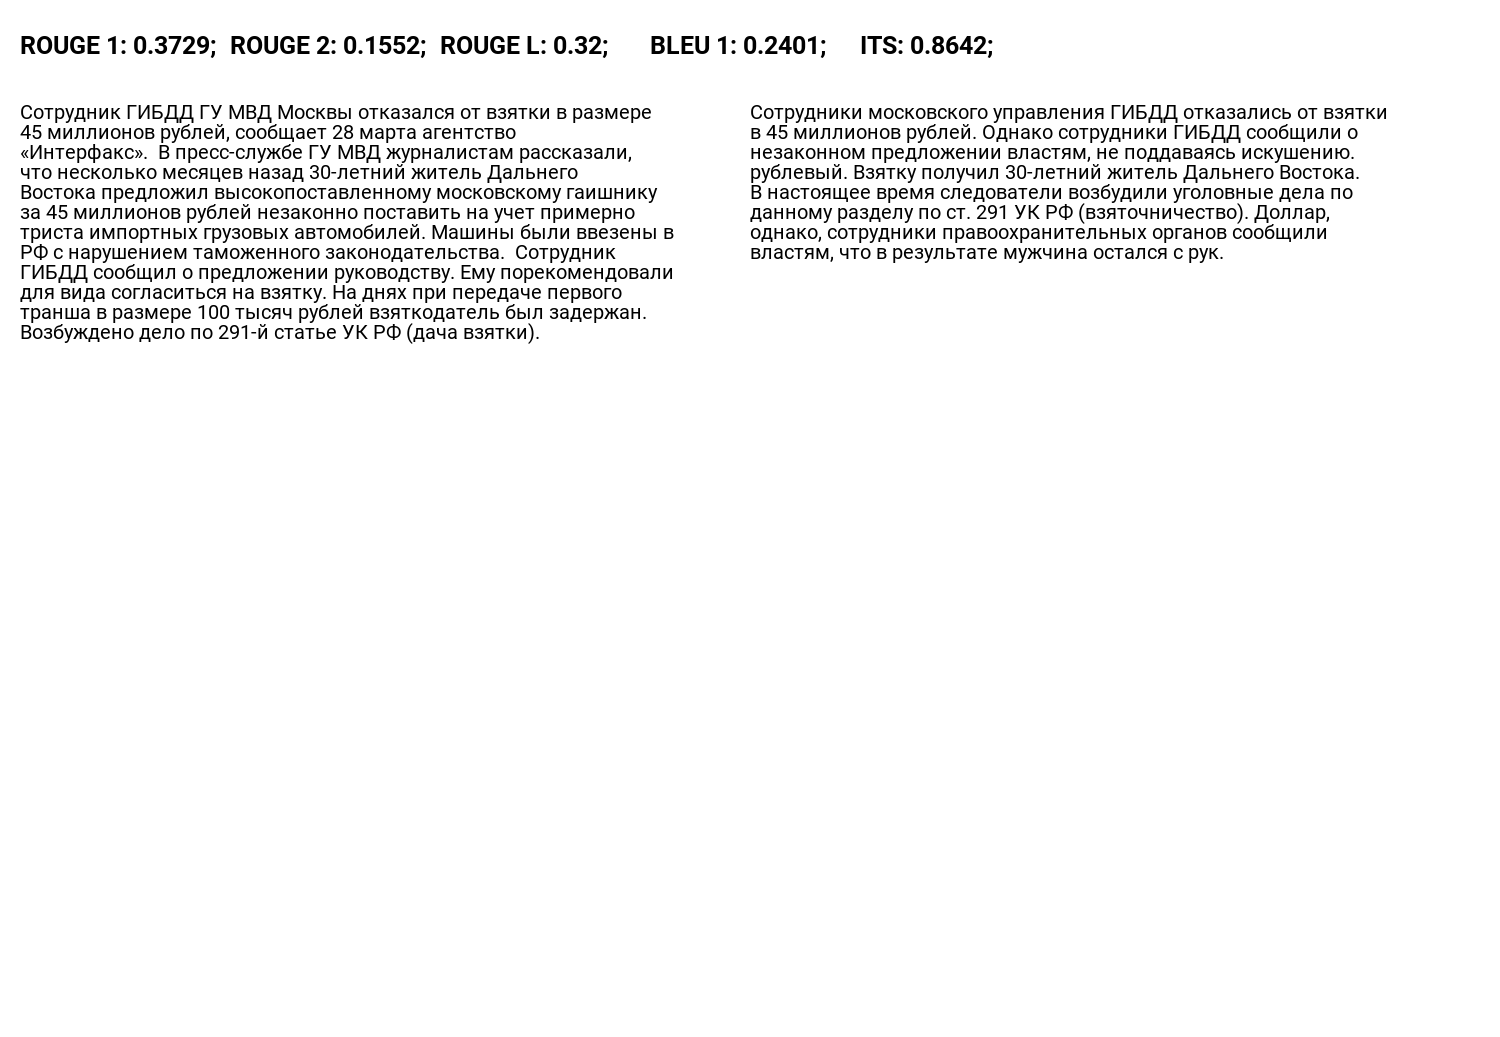 ROUGE 1: 0.3729;  ROUGE 2: 0.1552;  ROUGE L: 0.32;  BLEU 1: 0.2401;  ITS: 0.8642;
Сотрудник ГИБДД ГУ МВД Москвы отказался от взятки в размере
45 миллионов рублей, сообщает 28 марта агентство
«Интерфакс».  В пресс-службе ГУ МВД журналистам рассказали,
что несколько месяцев назад 30-летний житель Дальнего
Востока предложил высокопоставленному московскому гаишнику
за 45 миллионов рублей незаконно поставить на учет примерно
триста импортных грузовых автомобилей. Машины были ввезены в
РФ с нарушением таможенного законодательства.  Сотрудник
ГИБДД сообщил о предложении руководству. Ему порекомендовали
для вида согласиться на взятку. На днях при передаче первого
транша в размере 100 тысяч рублей взяткодатель был задержан.
Возбуждено дело по 291-й статье УК РФ (дача взятки).
Сотрудники московского управления ГИБДД отказались от взятки
в 45 миллионов рублей. Однако сотрудники ГИБДД сообщили о
незаконном предложении властям, не поддаваясь искушению.
рублевый. Взятку получил 30-летний житель Дальнего Востока.
В настоящее время следователи возбудили уголовные дела по
данному разделу по ст. 291 УК РФ (взяточничество). Доллар,
однако, сотрудники правоохранительных органов сообщили
властям, что в результате мужчина остался с рук.